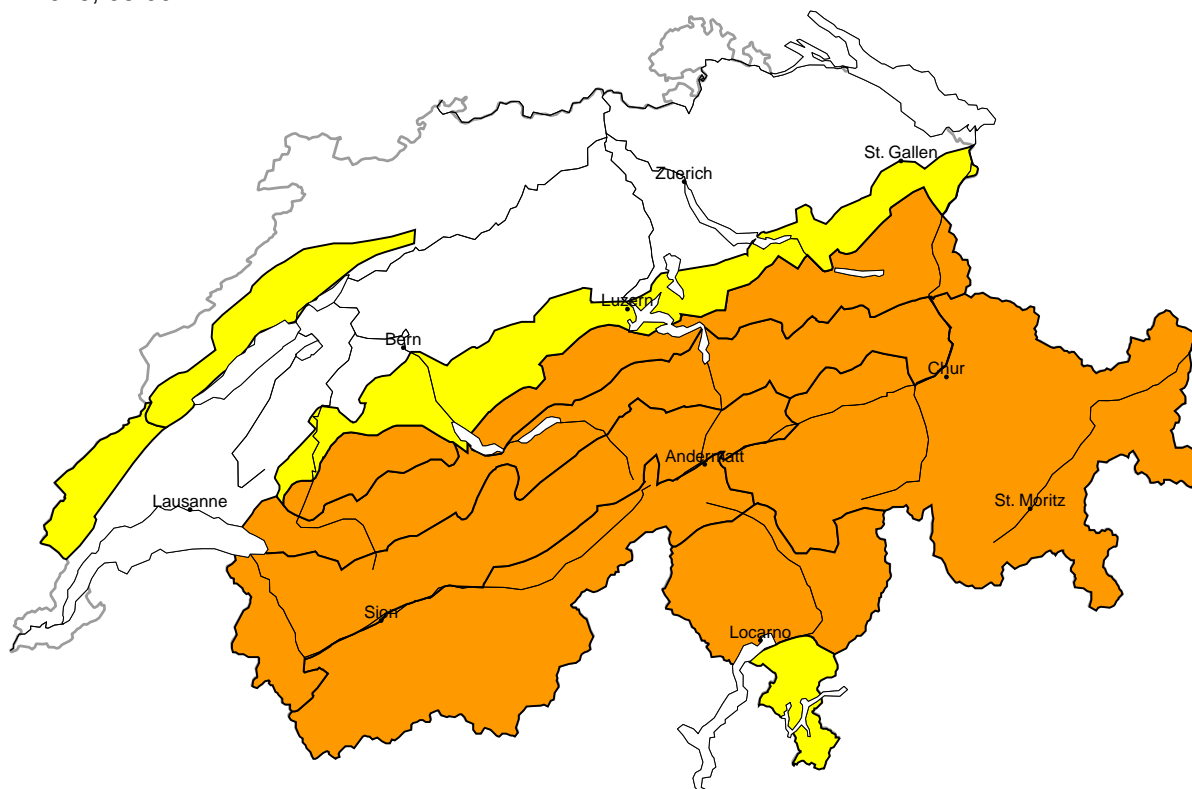 St. Gallen
Zuerich
Luzern
Bern
Chur
Andermatt
Lausanne
St. Moritz
Sion
Locarno